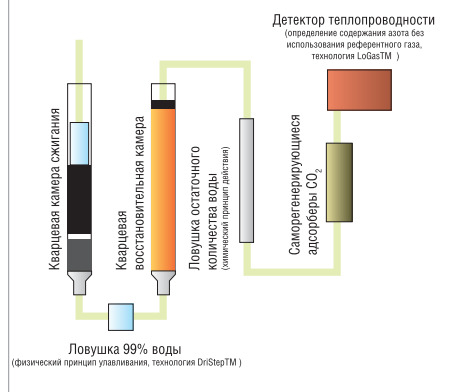 Детектор теплопроводности
(определение содержания азота без
использования референтного газа,
технология LoGasTM )
Кварцевая камера сжигания
Кварцевая
восстановительная камера
Ловушка остаточного
количества воды
(химический принцип действия)
Саморегенерирующиеся
адсорберы CO2
Ловушка 99% воды
(физический принцип улавливания, технология DriStepTM )